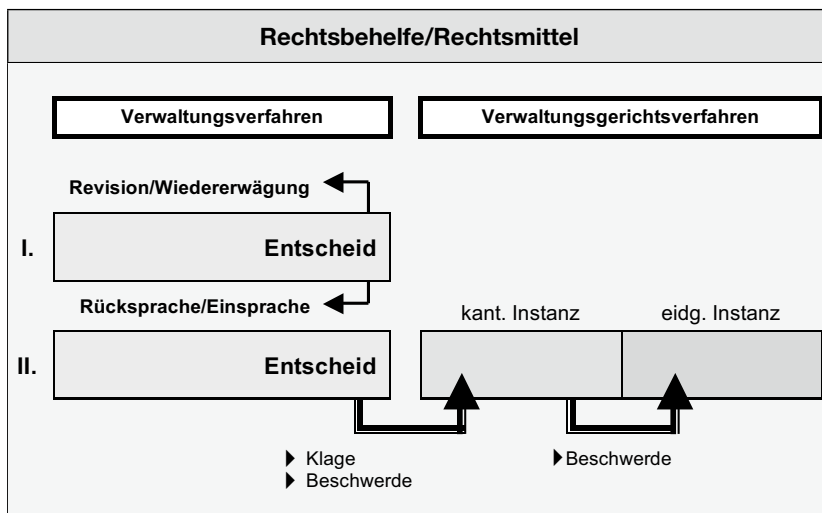 Rechtsbehelfe/Rechtsmittel
Verwaltungsverfahren
Verwaltungsgerichtsverfahren
Revision/Wiedererwägung
I.
Entscheid
Rücksprache/Einsprache
kant. Instanz
eidg. Instanz
II.
Entscheid
Klage
Beschwerde
Beschwerde